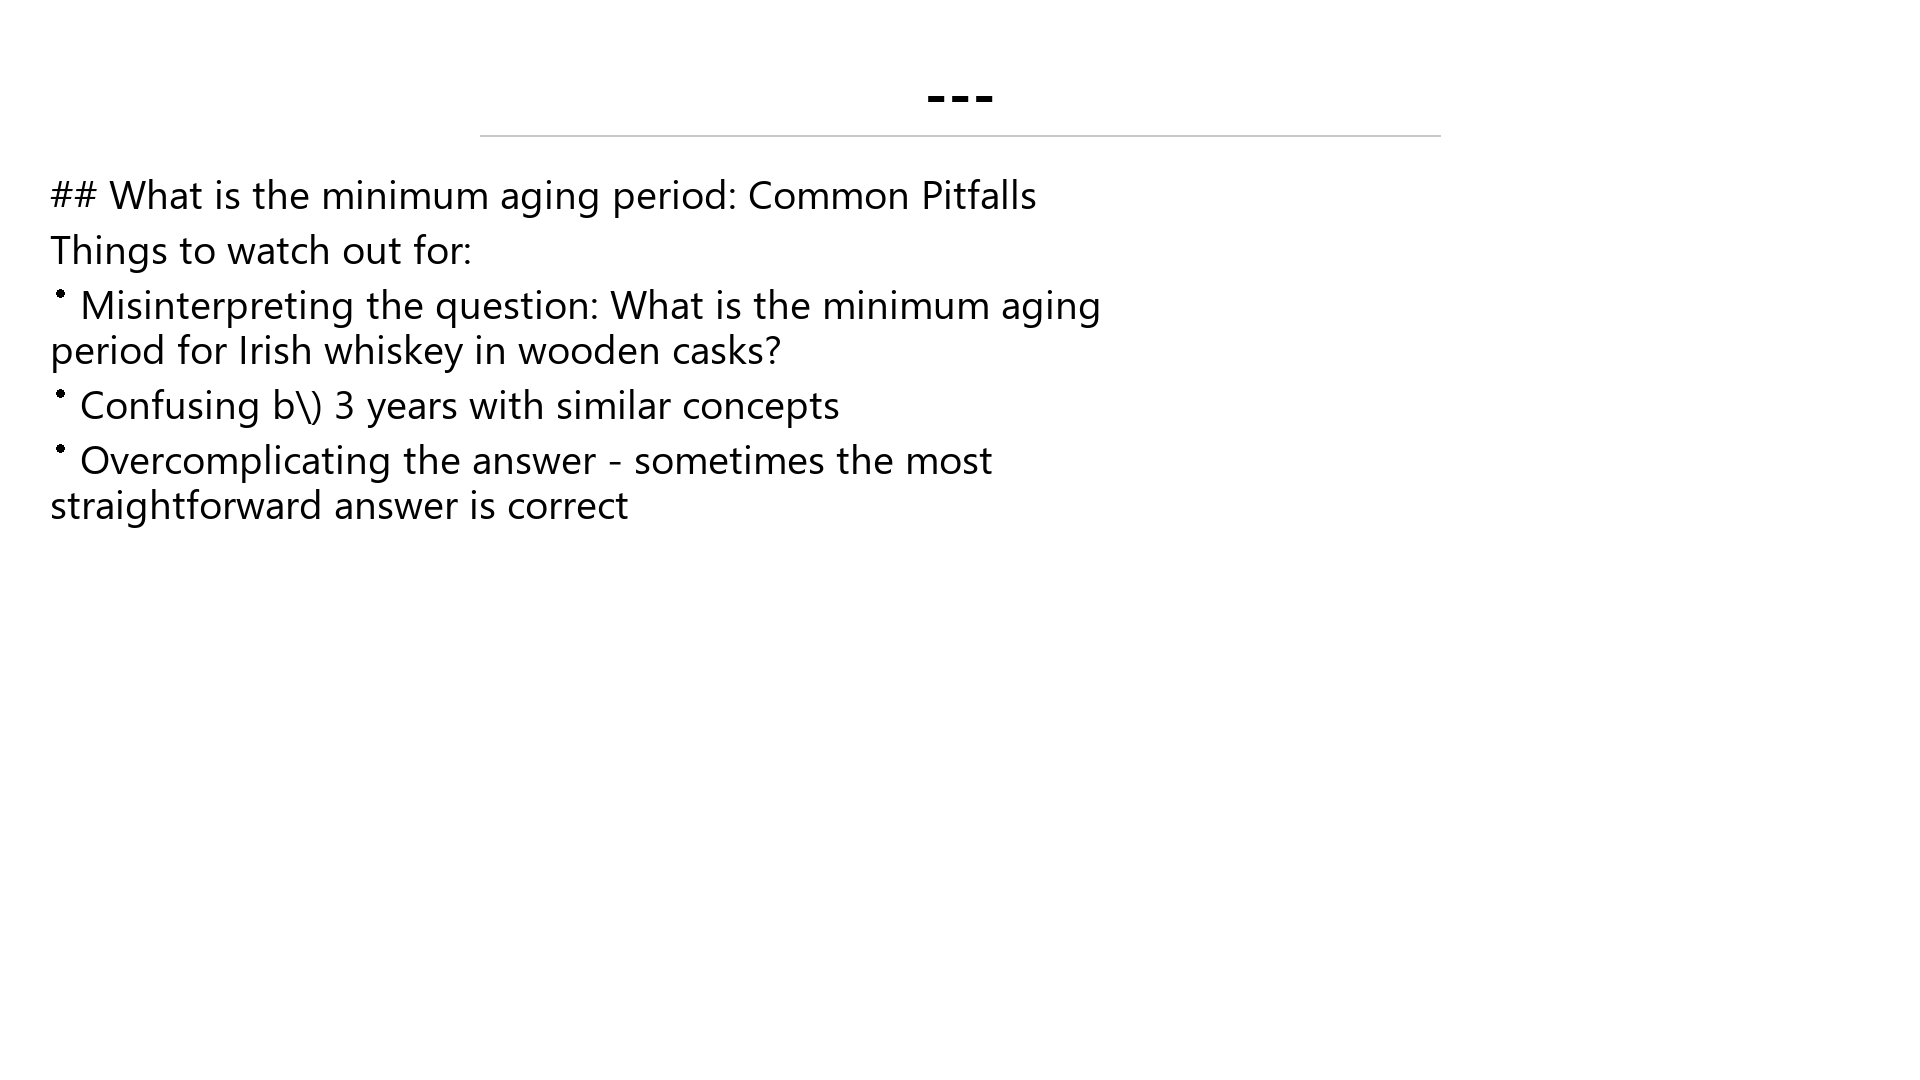 ---
## What is the minimum aging period: Common Pitfalls
Things to watch out for:
• Misinterpreting the question: What is the minimum aging
period for Irish whiskey in wooden casks?
• Confusing b\) 3 years with similar concepts
• Overcomplicating the answer - sometimes the most
straightforward answer is correct